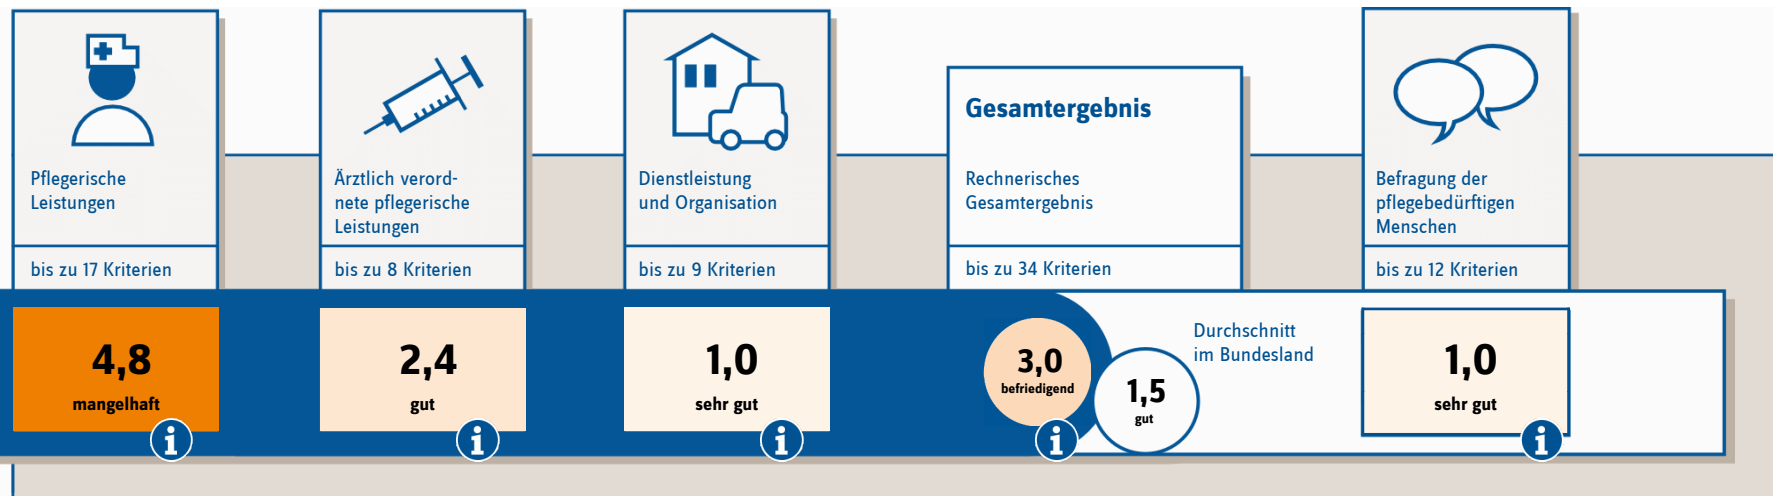 Pflegerische
Leistungen
bis zu 17 Kriterien
4,8
mangelhaft
Ärztlich verord-
nete pflegerische
Leistungen
bis zu 8 Kriterien
2,4
gut
Dienstleistung
und Organisation
bis zu 9 Kriterien
1,0
sehr gut
Gesamtergebnis
Rechnerisches
Gesamtergebnis
bis zu 34 Kriterien
3,0
befriedigend
1,5
gut
Durchschnitt
im Bundesland
Befragung der
pflegebedürftigen
Menschen
bis zu 12 Kriterien
1,0
sehr gut